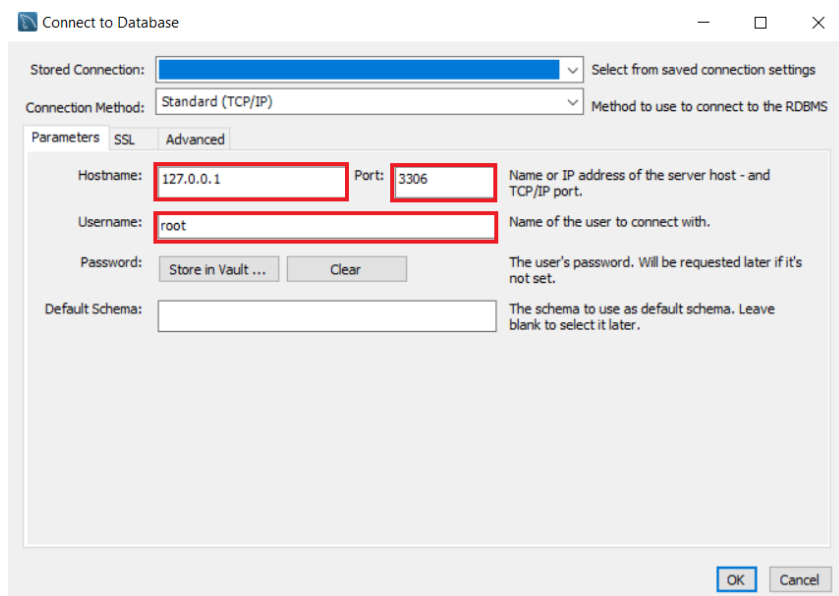 Connect to Database
Stored Connection: Select from saved connection settings
Connection Method: Standard (TCP/IP) Method to use to connect to the RDBMS
Parameters SSL Advanced
Hostname: 127.0.0.1 Port: 3306 Name or IP address of the server host - and
TCP/IP port.
Username: root Name of the user to connect with.
Password: Store in Vault ... Clear The user's password. Will be requested later if it's
not set.
Default Schema: The schema to use as default schema. Leave
blank to select it later.
OK Cancel